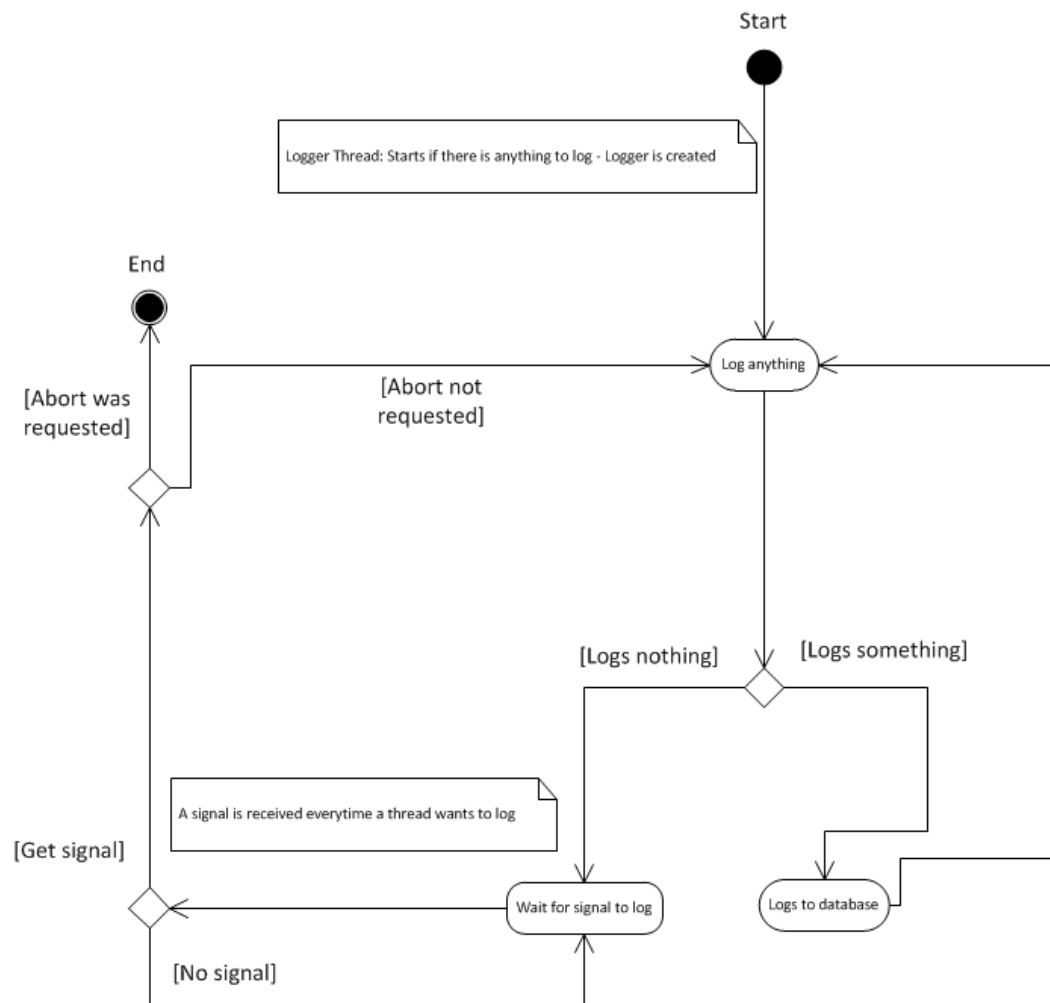 Start
Logger Thread: Starts if there is anything to log - Logger is created
End
Log anything
[Abort was
requested]
[Abort not
requested]
[Logs nothing]
[Logs something]
A signal is received everytime a thread wants to log
[Get signal]
Wait for signal to log
Logs to database
[No signal]